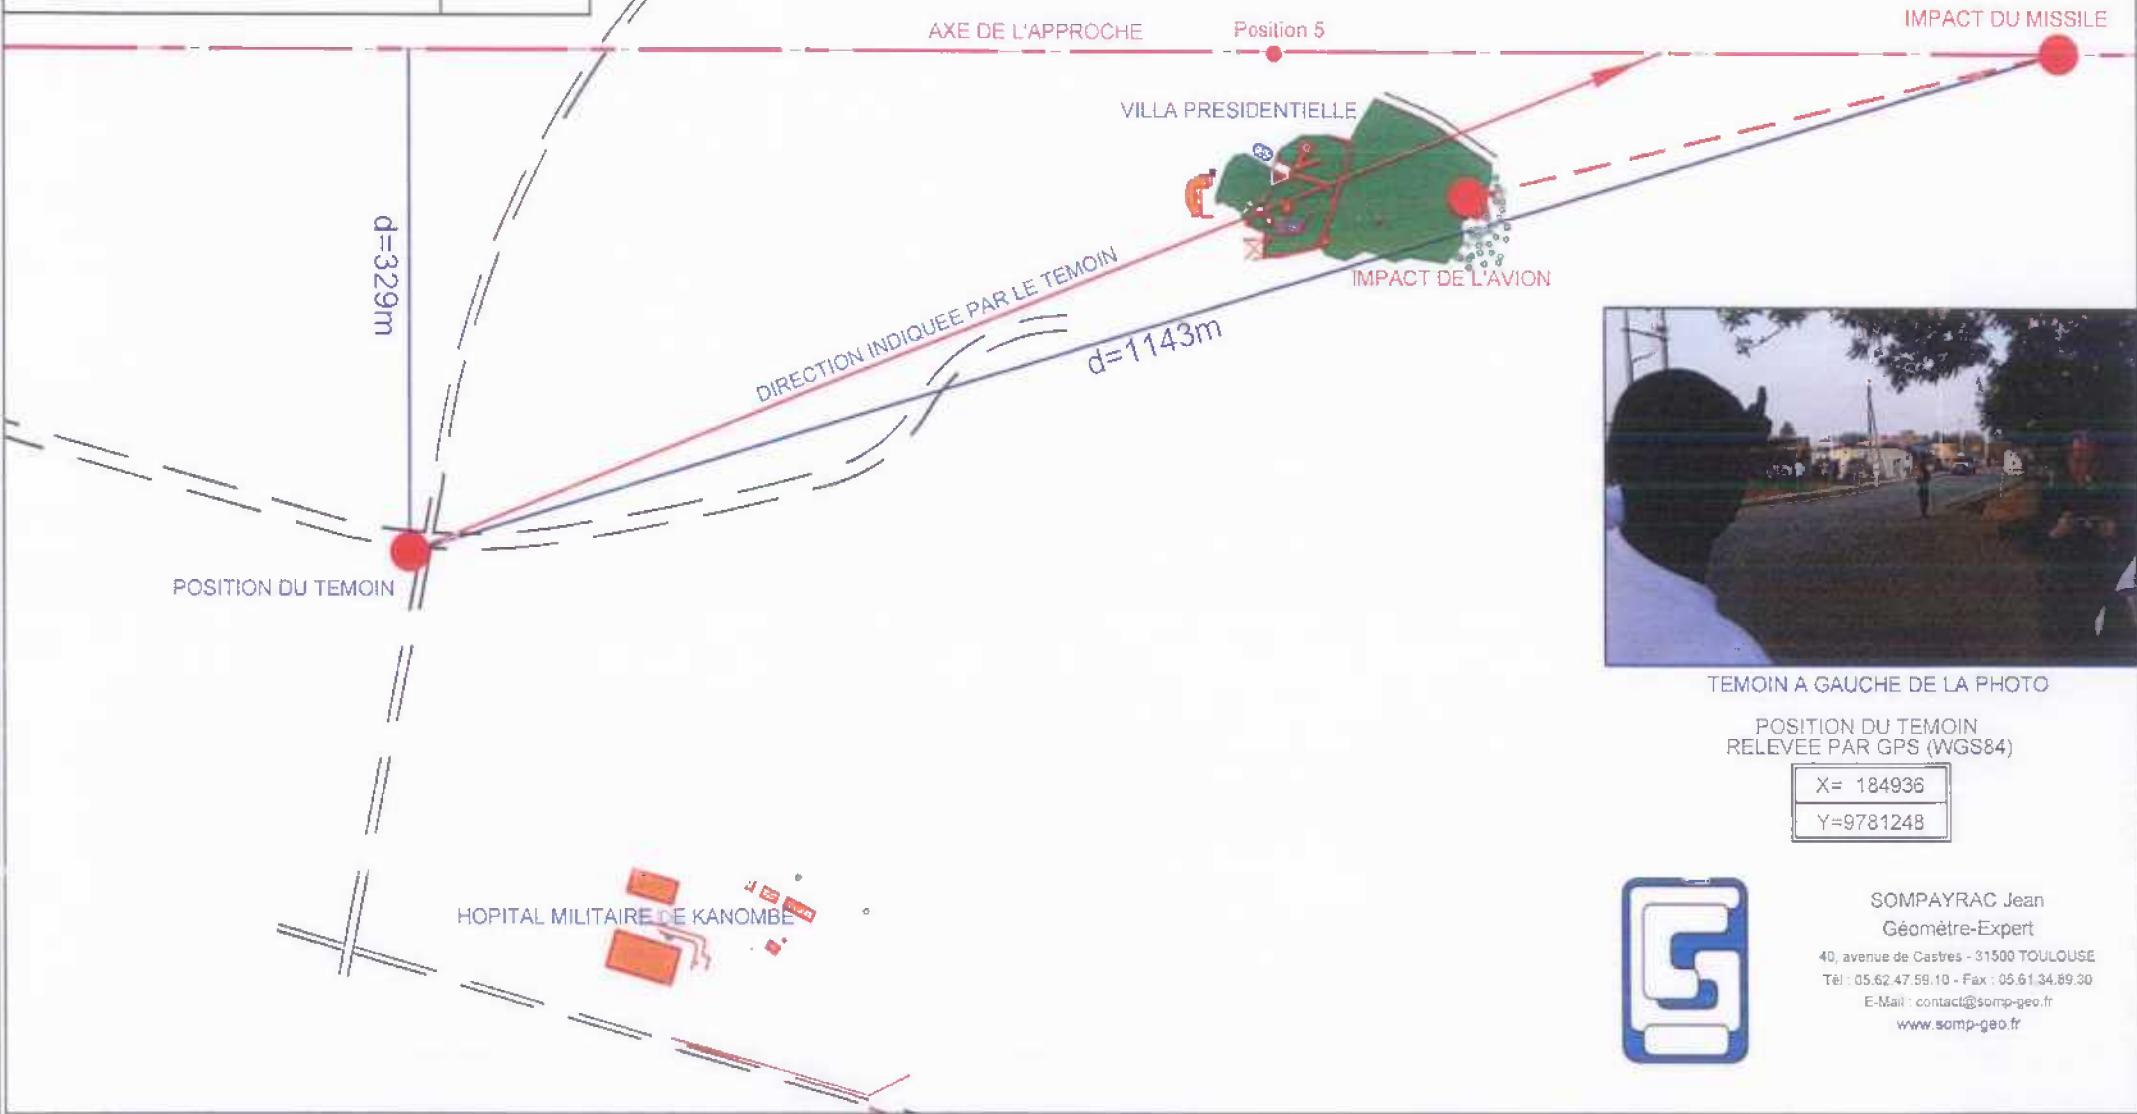 AXE DE L'APPROCHE
Position 5
IMPACT DU MISSILE
VILLA PRESIDENTIELLE
d=329m
IMPACT DE L'AVION
DIRECTION INDIQUEE PAR LE TEMOIN
d=1143m
POSITION DU TEMOIN
TEMOIN A GAUCHE DE LA PHOTO
POSITION DU TEMOIN
RELEVEE PAR GPS (WGS84)
X= 184936
Y=9781248
HOPITAL MILITAIRE DE KANOMBE
SOMPAYRAC Jean
Géomètre-Expert
40, avenue de Castres - 31500 TOULOUSE
Tél : 05.62.47.59.10 - Fax : 05.61.34.89.30
E-Mail : contact@somp-geo.fr
www.somp-geo.fr